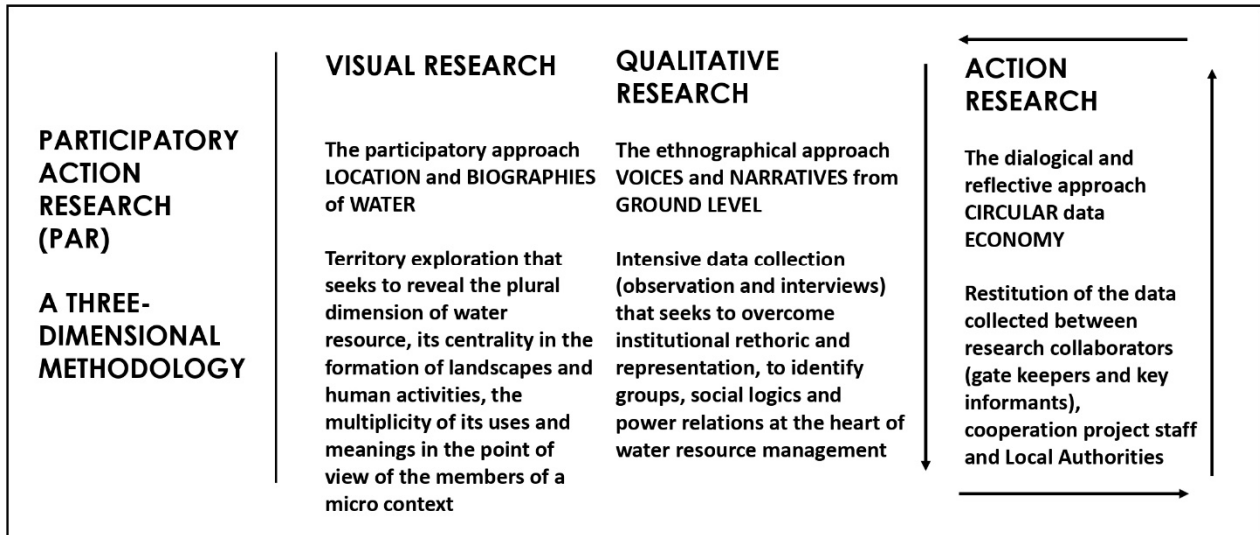 PARTICIPATORY
ACTION
RESEARCH
(PAR)
A THREE-
DIMENSIONAL
METHODOLOGY
VISUAL RESEARCH
The participatory approach
LOCATION and BIOGRAPHIES
of WATER
Territory exploration that
seeks to reveal the plural
dimension of water
resource, its centrality in the
formation of landscapes and
human activities, the
multiplicity of its uses and
meanings in the point of
view of the members of a
micro context
QUALITATIVE
RESEARCH
The ethnographical approach
VOICES and NARRATIVES from
GROUND LEVEL
Intensive data collection
(observation and interviews)
that seeks to overcome
institutional rethoric and
representation, to identify
groups, social logics and
power relations at the heart of
water resource management
ACTION
RESEARCH
The dialogical and
reflective approach
CIRCULAR data
ECONOMY
Restitution of the data
collected between
research collaborators
(gate keepers and key
informants),
cooperation project staff
and Local Authorities